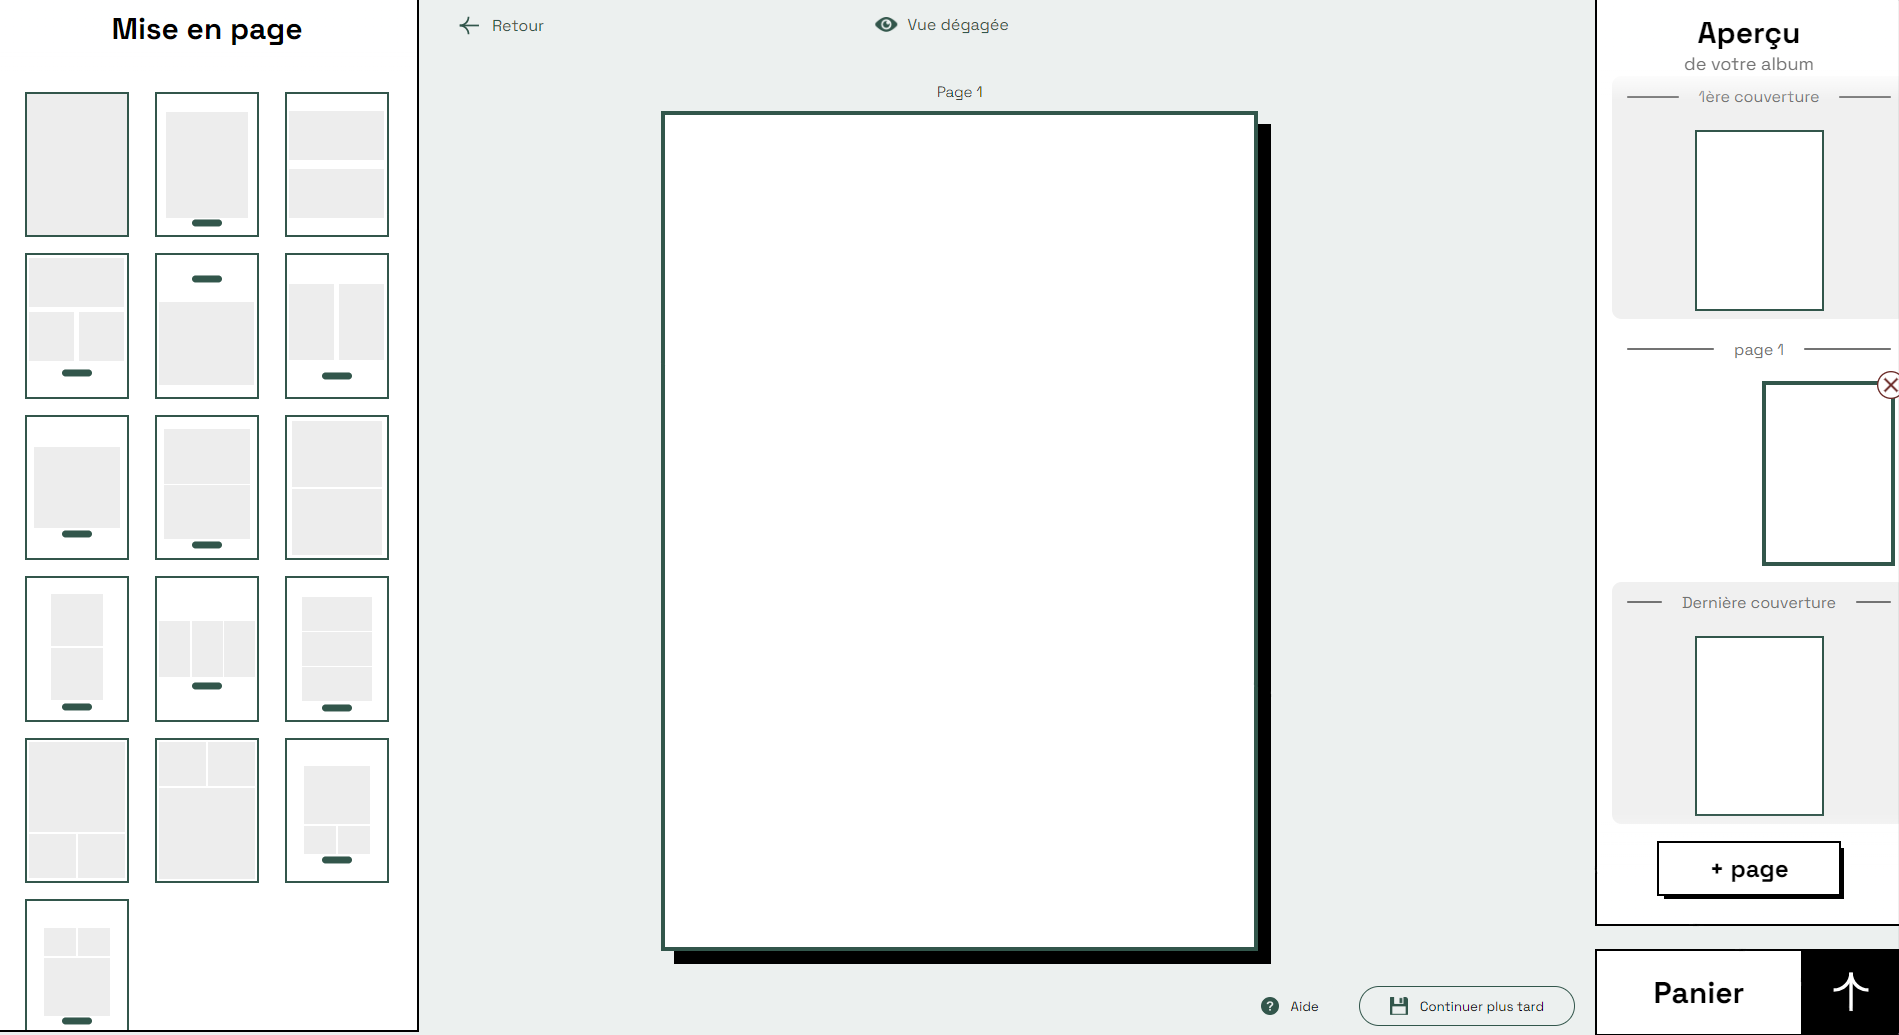 Mise en page
Retour
Vue dégagée
Page 1
Aperçu
de votre album
1ère couverture
page 1
Dernière couverture
+ page
Aide
Continuer plus tard
Panier